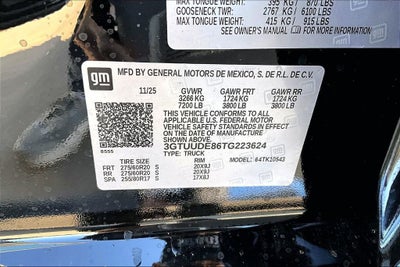 MAX TONGUE WEIGHT 395 KG / 870 LBS
GOOSENECK TWR: 2767 KG / 6100 LBS
MAX TONGUE WEIGHT: 415 KG / 915 LBS
SEE OWNER'S MANUAL FOR MORE INFORMATION
gm
MFD BY GENERAL MOTORS DE MEXICO, S. DE R.L. DE C.V.
11/25 GVWR GAWR FRT GAWR RR
3266 KG 1724 KG 1724 KG
7200 LB 3800 LB 3800 LB
THIS VEHICLE CONFORMS TO ALL
APPLICABLE U.S. FEDERAL MOTOR
VEHICLE SAFETY STANDARDS IN
EFFECT ON THE DATE OF
MANUFACTURE SHOWN ABOVE.
3GTUUDE86TG223624
TYPE: TRUCK 64TK10543
TIRE SIZE RIM
FRT 275/60R20 S 20X9J
RR 275/60R20 S 20X9J
SPA 255/80R17 S 17X8J